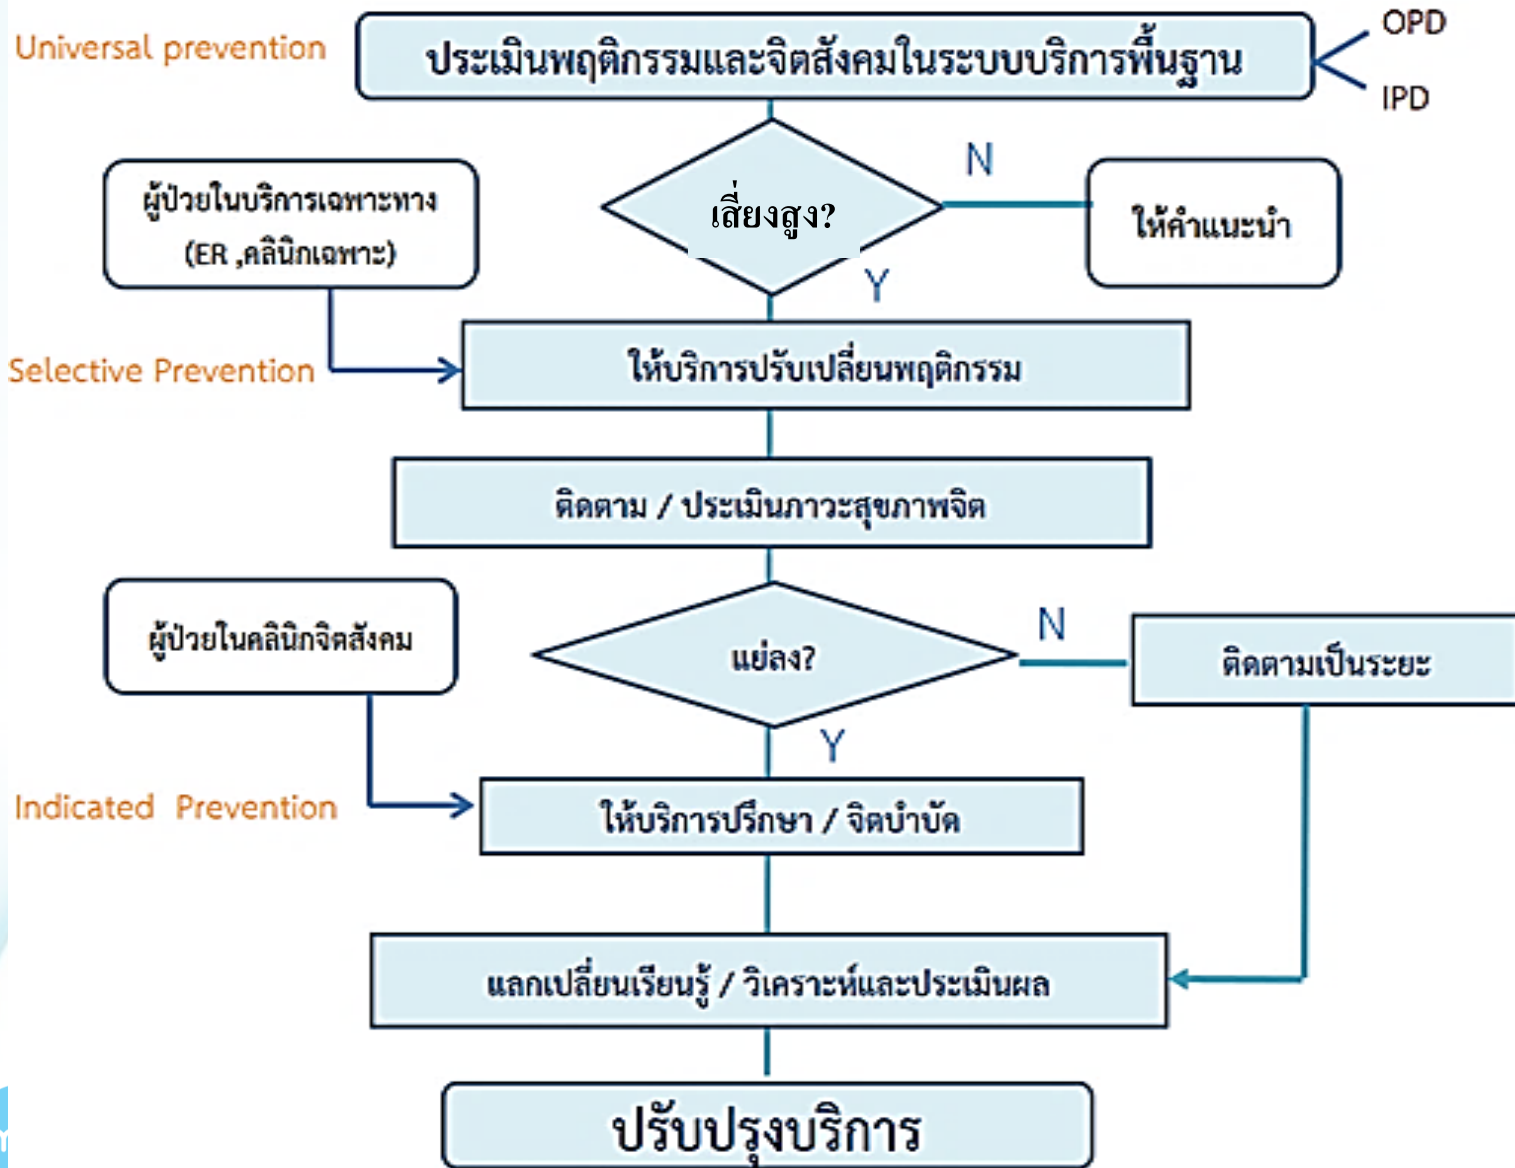 Universal prevention
ประเมินพฤติกรรมและจิตสังคมในระบบบริการพื้นฐาน
OPD
IPD
เสี่ยงสูง?
N
ให้คำแนะนำ
ผู้ป่วยในบริการเฉพาะทาง
(ER ,คลินิกเฉพาะ)
Y
Selective Prevention
ให้บริการปรับเปลี่ยนพฤติกรรม
ติดตาม / ประเมินภาวะสุขภาพจิต
ผู้ป่วยในคลินิกจิตสังคม
แย่ลง?
N
ติดตามเป็นระยะ
Y
Indicated Prevention
ให้บริการปรึกษา / จิตบำบัด
แลกเปลี่ยนเรียนรู้ / วิเคราะห์และประเมินผล
ปรับปรุงบริการ